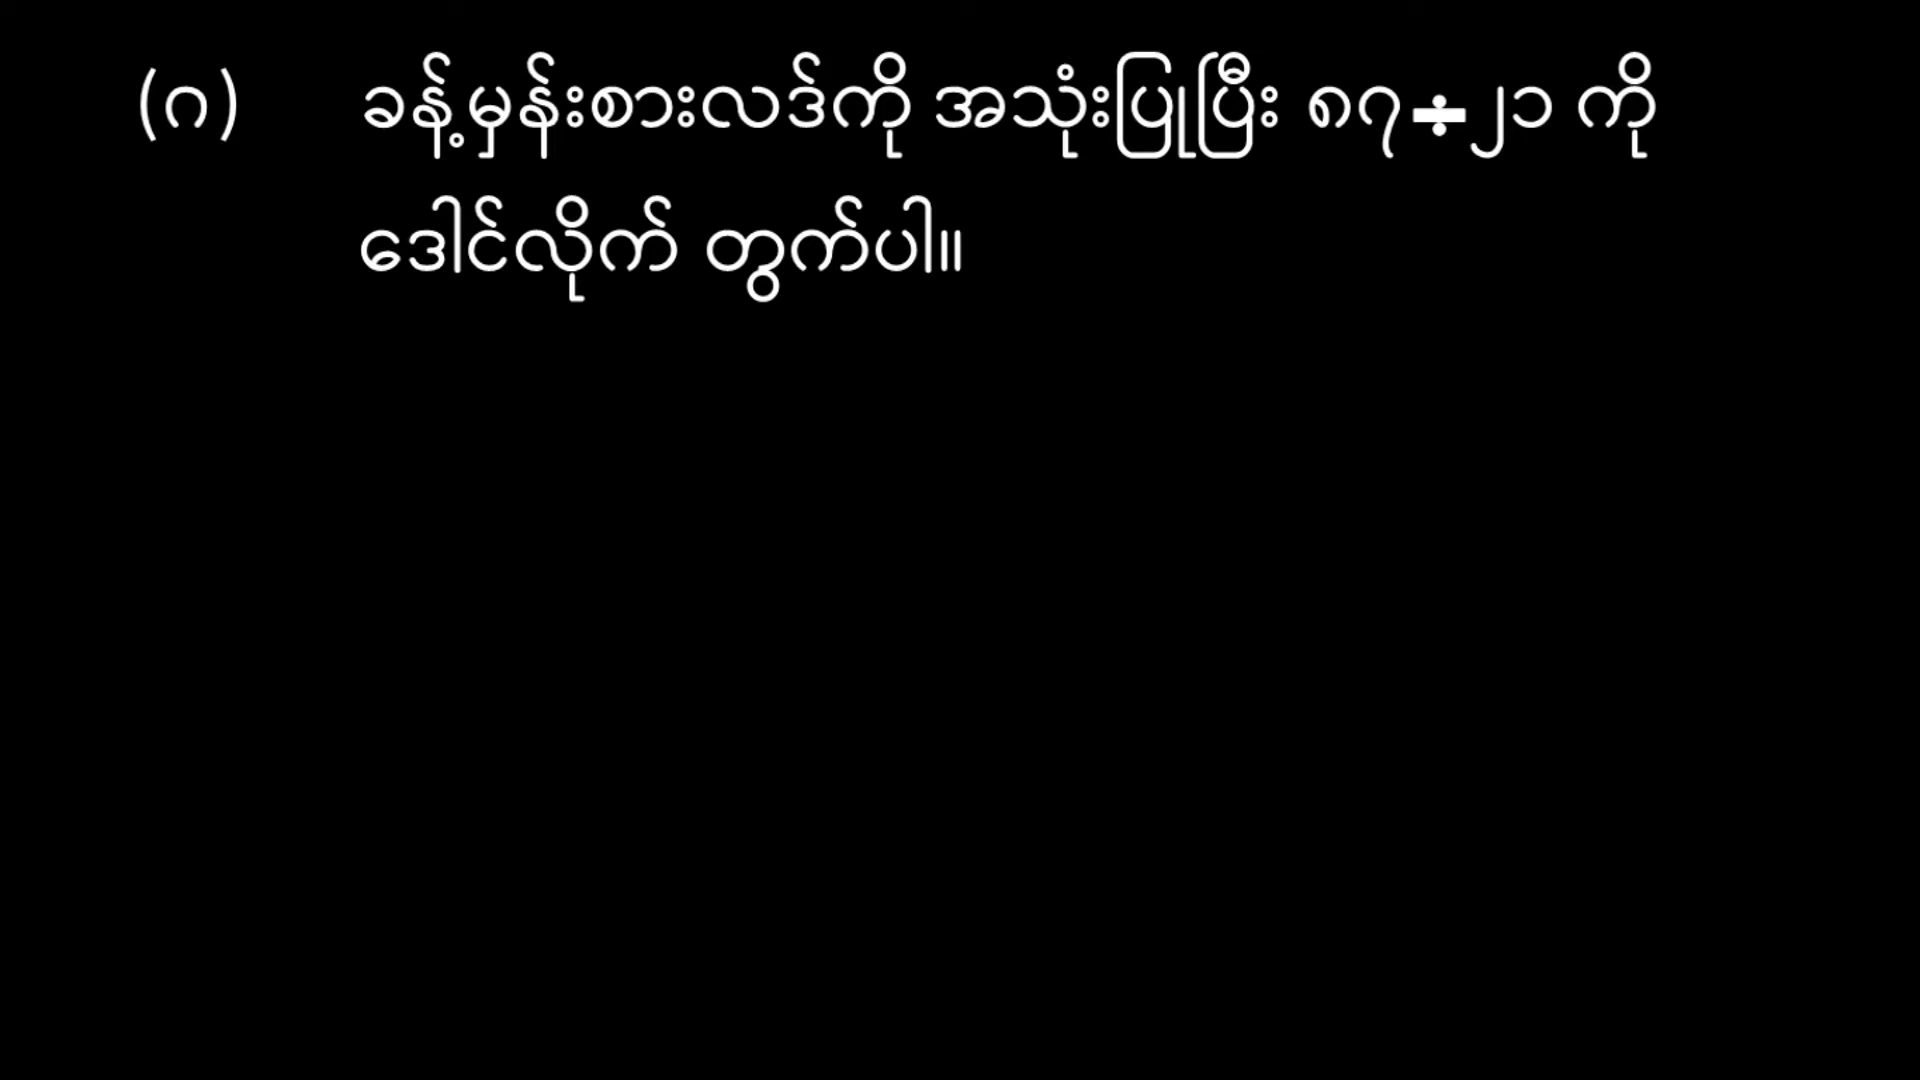 (ဂ) ခန့်မှန်းစားလဒ်ကို အသုံးပြုပြီး ၈၇÷၂၁ ကို
ဒေါင်လိုက် တွက်ပါ။